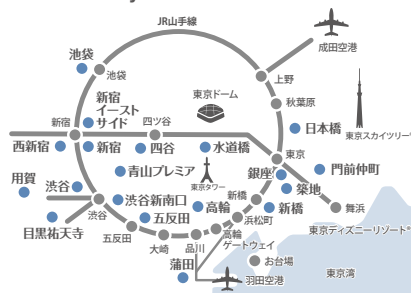 JR山手線
成田空港
池袋
池袋
上野
新宿
イースト
サイド
東京ドーム
秋葉原
日本橋
東京スカイツリー®
新宿
四ツ谷
西新宿
新宿
四谷
水道橋
東京
門前仲町
青山プレミア
東京タワー
銀座
築地
用賀
渋谷
渋谷新南口
高輪
新橋
新橋
舞浜
渋谷
五反田
浜松町
東京ディズニーリゾート®
目黒祐天寺
五反田
大崎
品川
高輪
ゲートウェイ
お台場
蒲田
羽田空港
東京湾